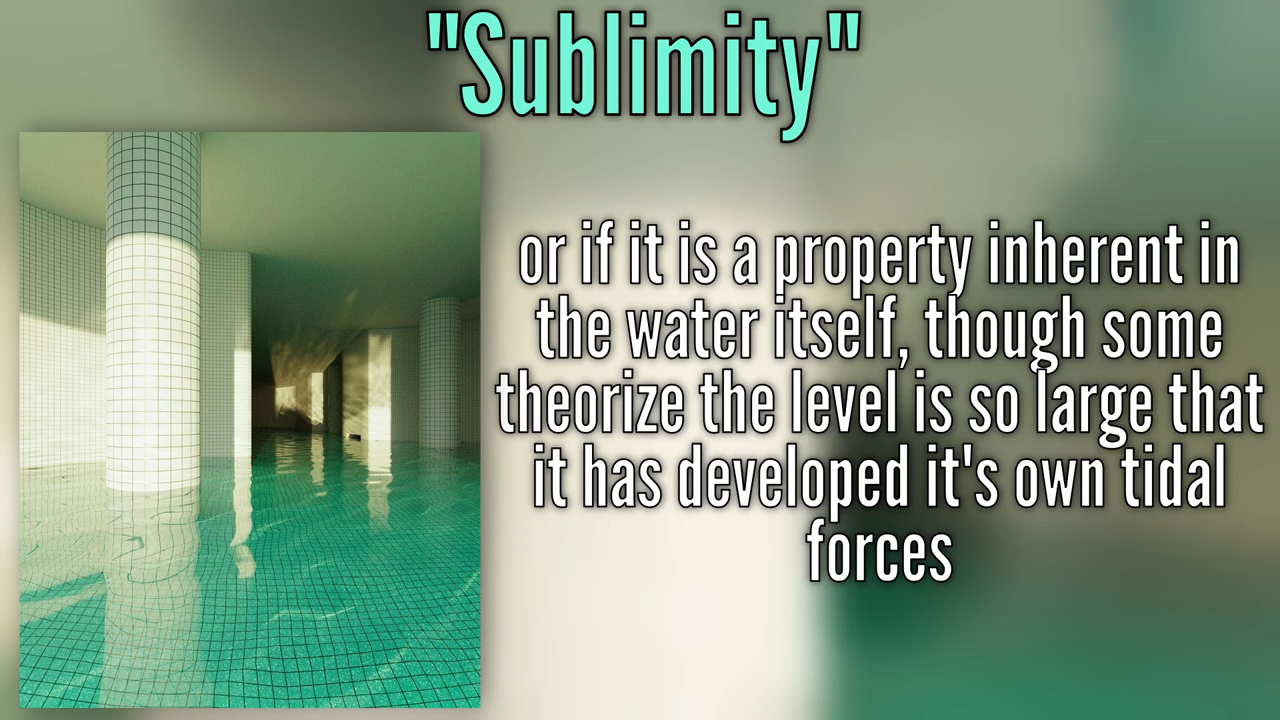 "Sublimity"
or if it is a property inherent in
the water itself, though some
theorize the level is so large that
it has developed it's own tidal
forces